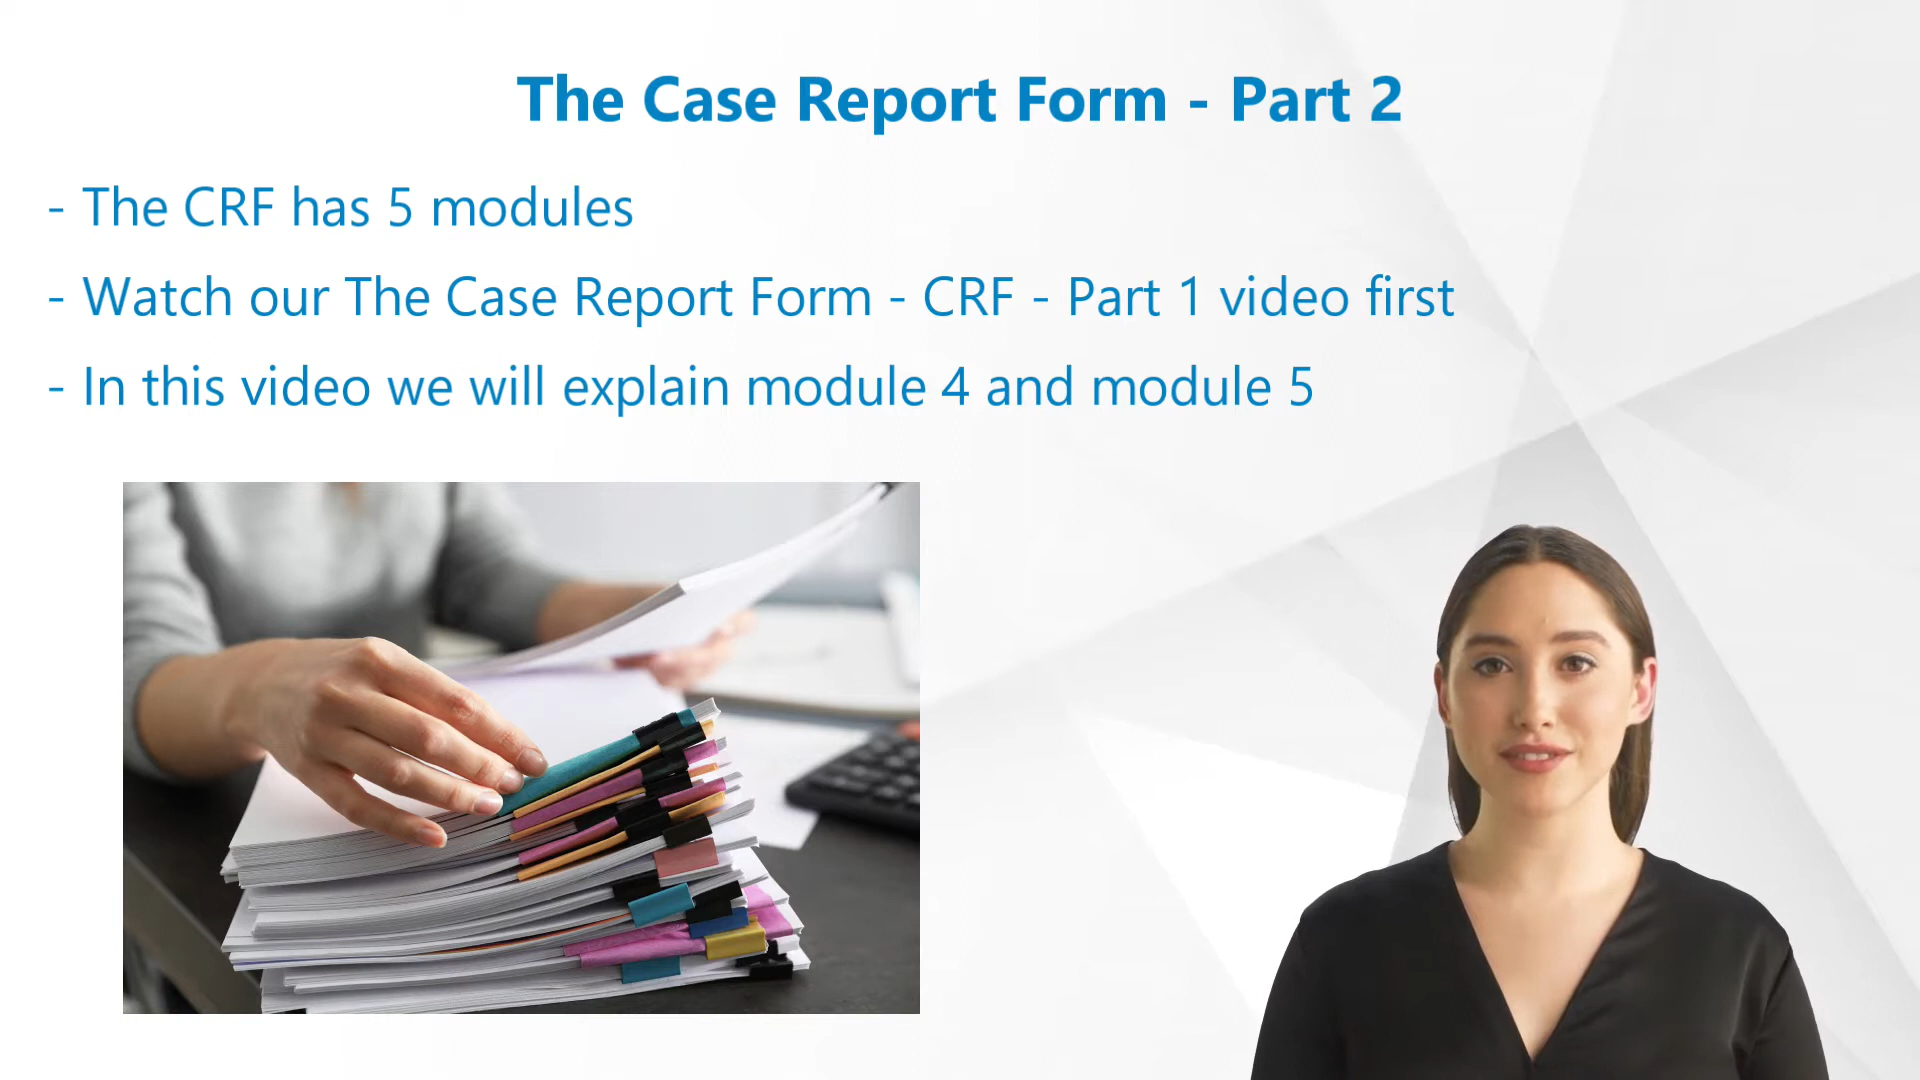 The Case Report Form - Part 2
- The CRF has 5 modules
- Watch our The Case Report Form - CRF - Part 1 video first
- In this video we will explain module 4 and module 5